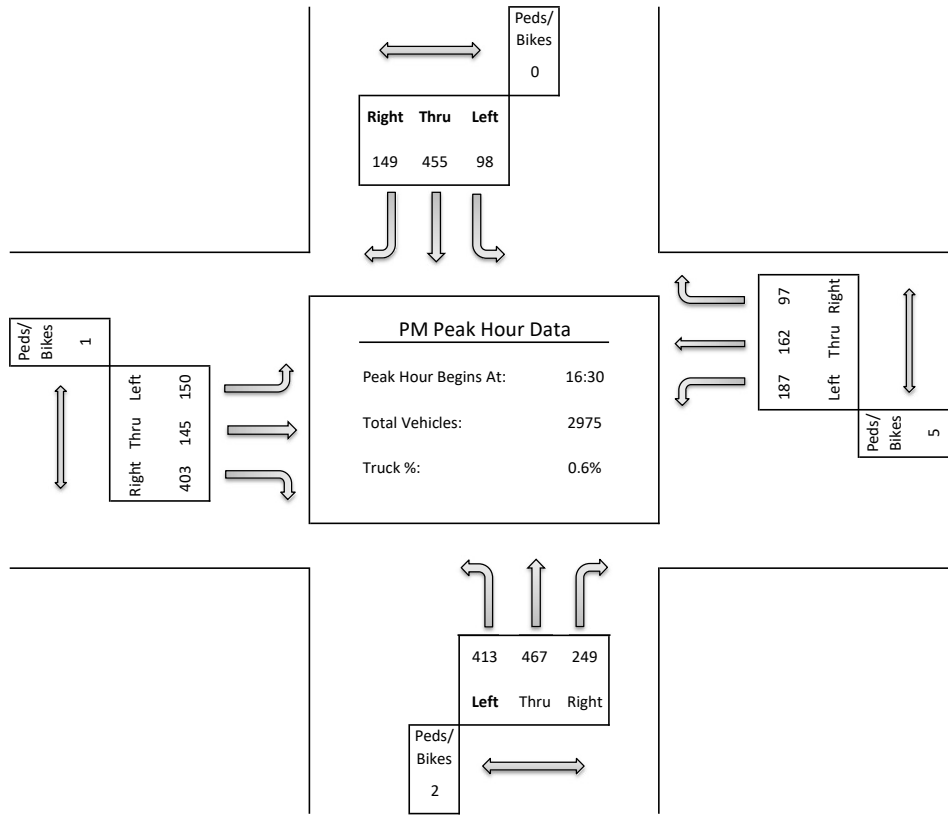 Peds/
Bikes
0
Right Thru Left
149 455 98
97 Right
162 Thru
187 Left
Peds/
Bikes
5
Peds/
Bikes
1
Left 150
Thru 145
Right 403
PM Peak Hour Data
Peak Hour Begins At: 16:30
Total Vehicles: 2975
Truck %: 0.6%
413 467 249
Left Thru Right
Peds/
Bikes
2